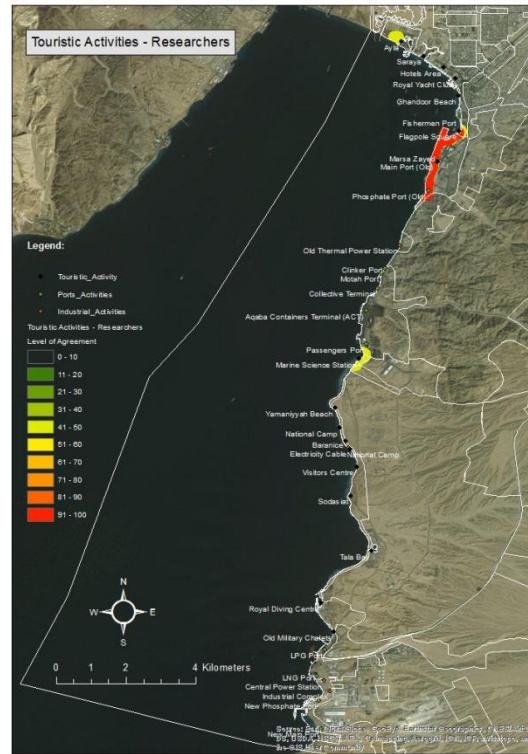 Touristic Activities - Researchers
Ayla
Saraya
Hotels Area
Royal Yacht Club
Ghandoor Beach
Fishermen Port
Flagpole Square
Marsa Zayed
Main Port (Old)
Phosphate Port (Old)
Old Thermal Power Station
Clinker Port
Motah Port
Collective Terminal
Aqaba Containers Terminal (ACT)
Passengers Port
Marine Science Station
Yamaniyyah Beach
National Camp
Baranice
Electricity Cable
National Camp
Visitors Centre
Sodasiat
Tala Bay
Royal Diving Centre
Old Military Chalets
LPG Port
LNG Port
Central Power Station
Industrial Complex
New Phosphate Port
Legend:
Touristic_Activity
Ports_Activities
Industrial_Activities
Touristic Activities - Researchers
Level of Agreement
0 - 10
11 - 20
21 - 30
31 - 40
41 - 50
51 - 60
61 - 70
71 - 80
81 - 90
91 - 100
N
W E
S
0 1 2 4
Kilometers